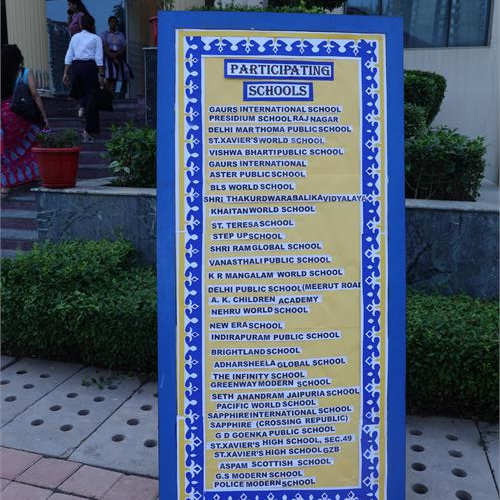 PARTICIPATING
SCHOOLS
GAURS INTERNATIONAL SCHOOL
PRESIDIUM SCHOOL RAJ NAGAR
DELHI MAR THOMA PUBLIC SCHOOL
ST.XAVIER'S WORLD SCHOOL
VISHWA BHARTI PUBLIC SCHOOL
GAURS INTERNATIONAL
ASTER PUBLIC SCHOOL
BLS WORLD SCHOOL
SHRI THAKURDWARA BALIKA VIDYALAYA
KHAITAN WORLD SCHOOL
ST. TERESA SCHOOL
STEP UP SCHOOL
SHRI RAM GLOBAL SCHOOL
VANASTHALI PUBLIC SCHOOL
K R MANGALAM WORLD SCHOOL
DELHI PUBLIC SCHOOL (MEERUT ROAD
A. K. CHILDREN ACADEMY
NEHRU WORLD SCHOOL
NEW ERA SCHOOL
INDIRAPURAM PUBLIC SCHOOL
BRIGHTLAND SCHOOL
ADHARSHEELA GLOBAL SCHOOL
THE INFINITY SCHOOL
GREENWAY MODERN SCHOOL
SETH ANANDRAM JAIPURIA SCHOOL
PACIFIC WORLD SCHOOL
SAPPHIRE INTERNATIONAL SCHOOL
SAPPHIRE (CROSSING REPUBLIC)
G D GOENKA PUBLIC SCHOOL
ST.XAVIER'S HIGH SCHOOL, SEC.49
ST.XAVIER'S HIGH SCHOOL GZB
ASPAM SCOTTISH SCHOOL
G.S MODERN SCHOOL
POLICE MODERN SCHOOL